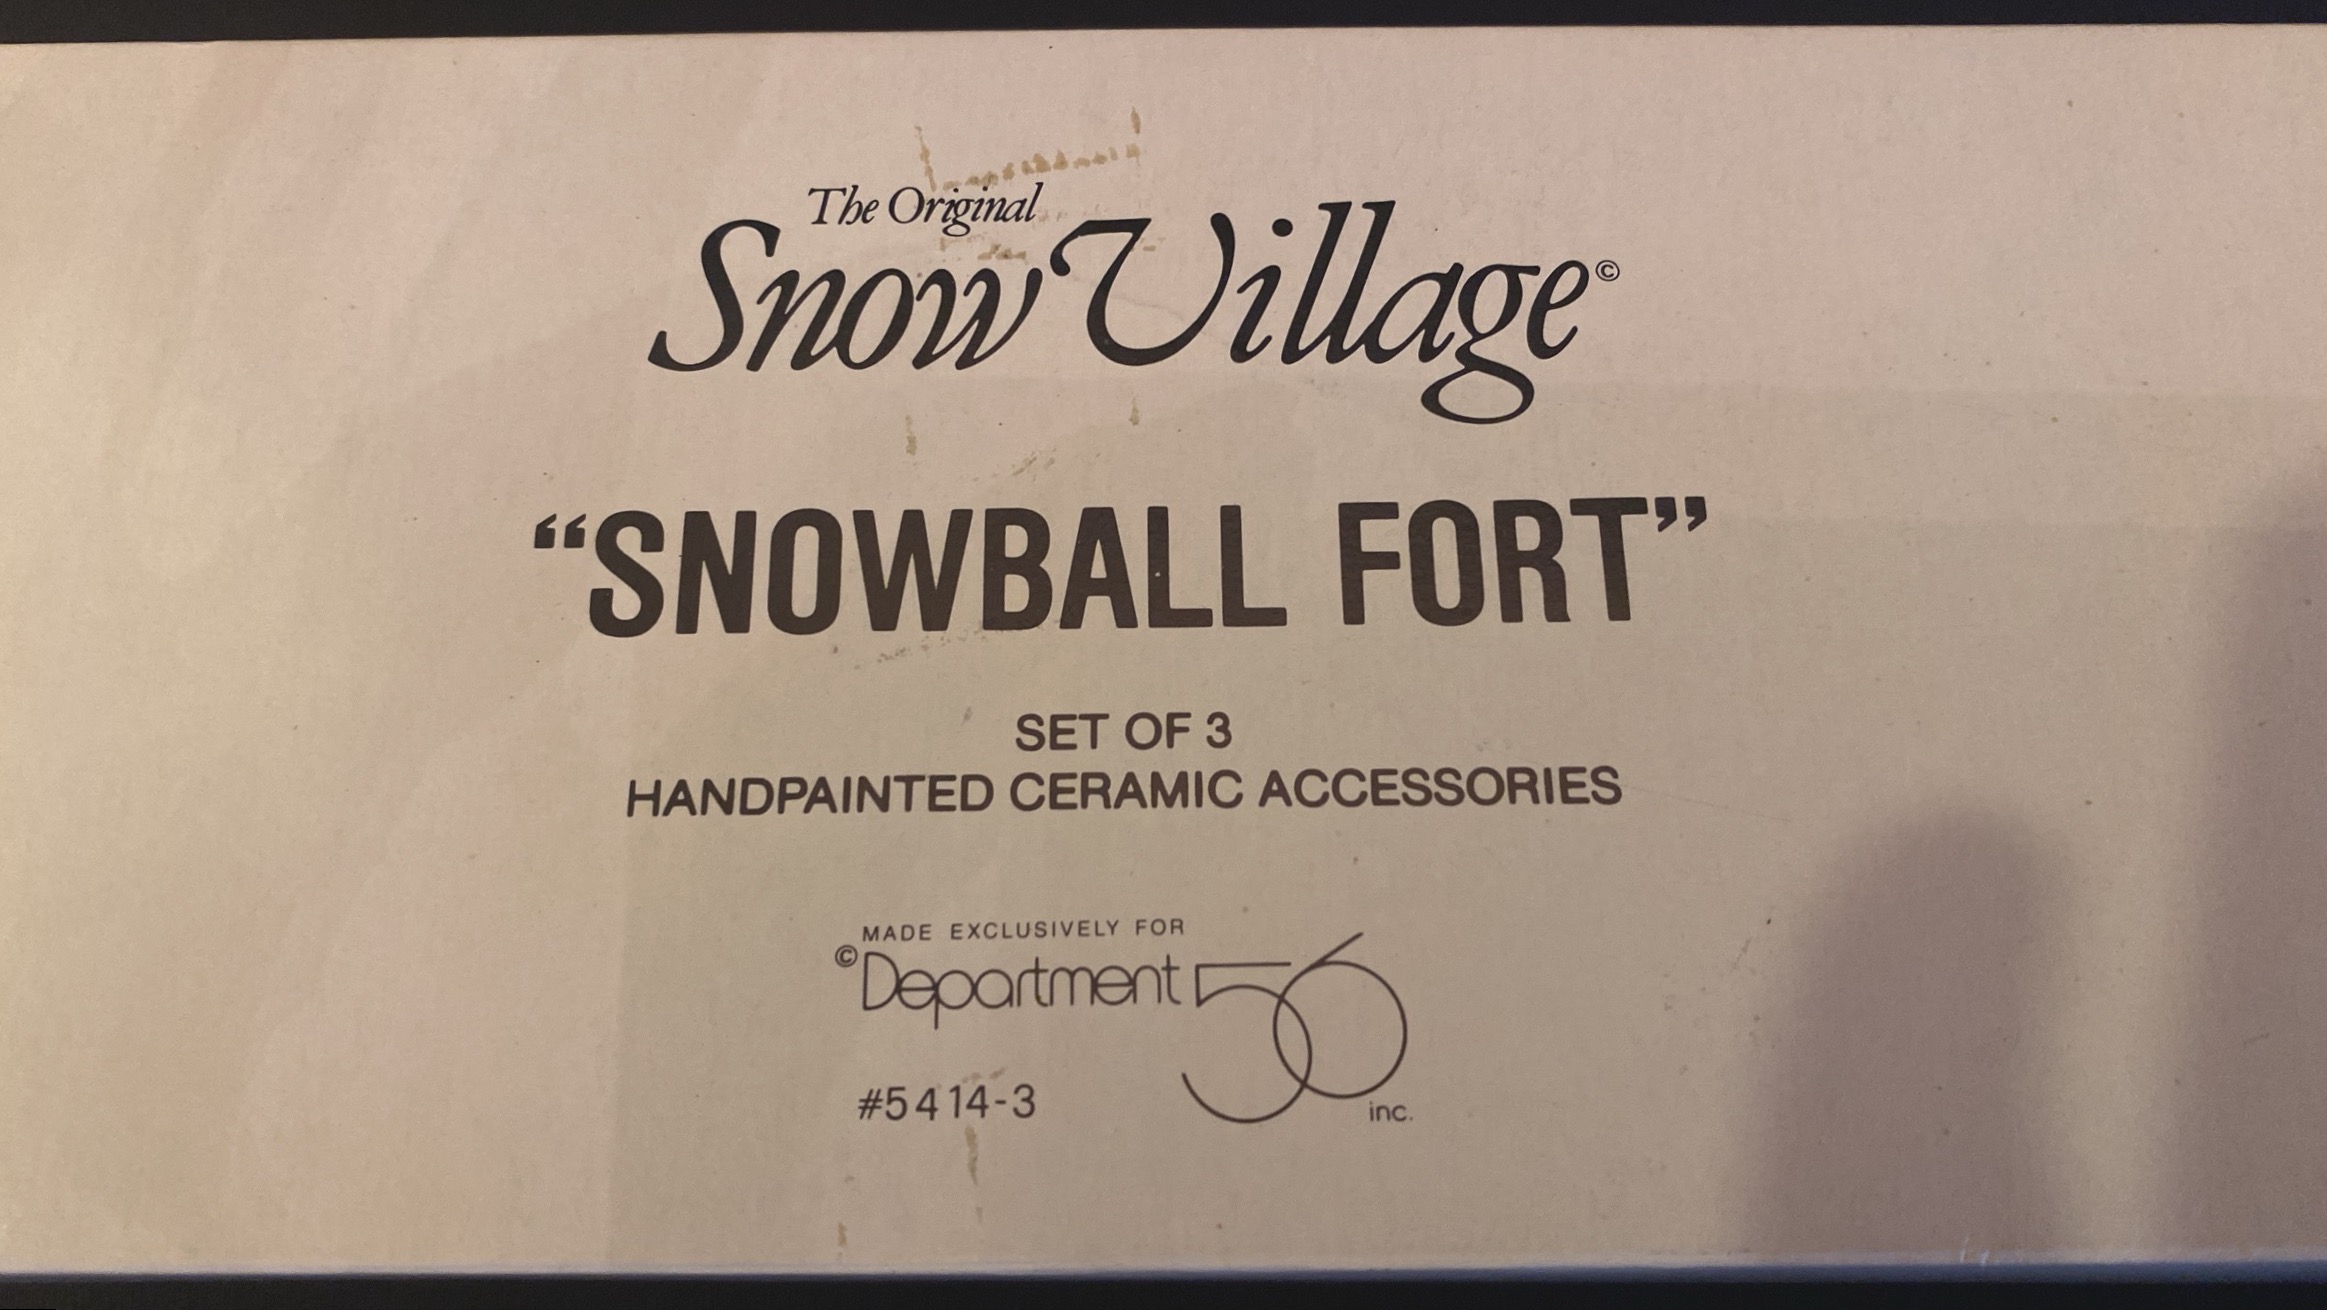 The Original
Snow Village©
“SNOWBALL FORT”
SET OF 3
HANDPAINTED CERAMIC ACCESSORIES
MADE EXCLUSIVELY FOR
©Department 56
inc.
#5414-3